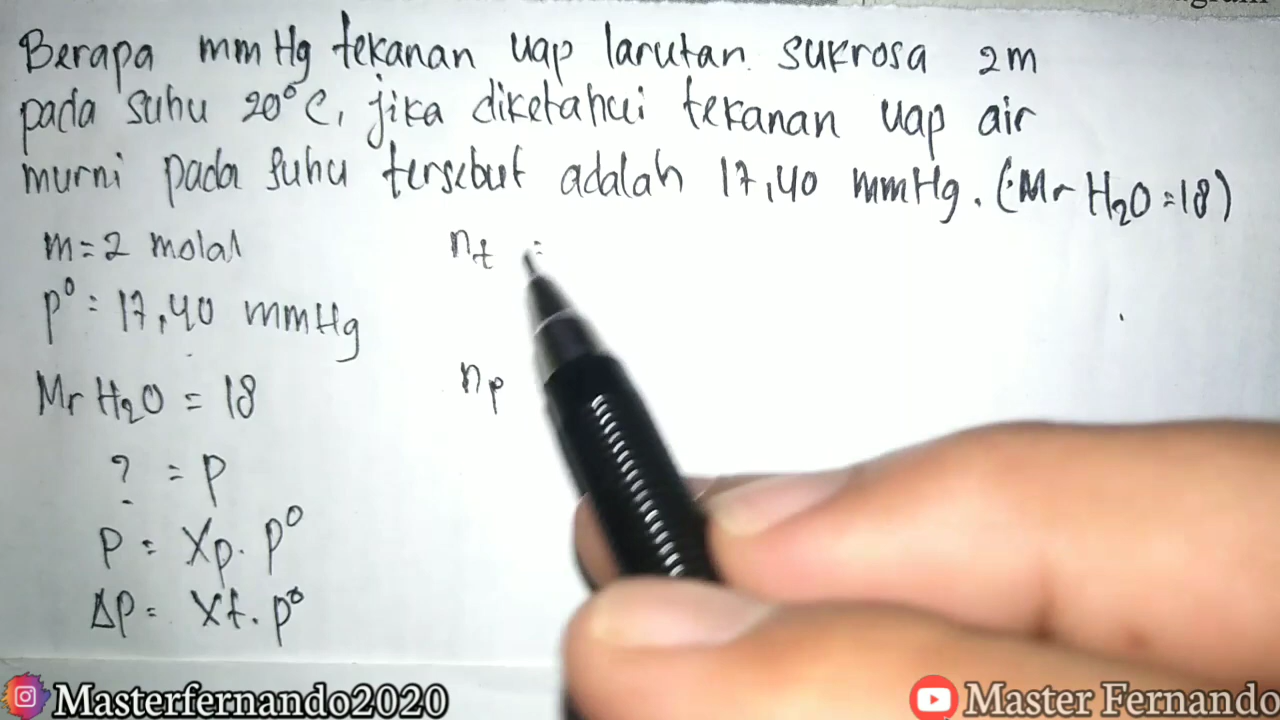 Berapa mmHg tekanan uap larutan sukrosa 2m
pada suhu 20°C, jika diketahui tekanan uap air
murni pada suhu tersebut adalah 17,40 mmHg. (:Mr H₂O=18)
m = 2 molal
P° = 17,40 mmHg
Mr H₂O = 18
? = P
P = Xp. P°
ΔP = Xt. P°
nt =
np
Masterfernando2020
Master Fernando